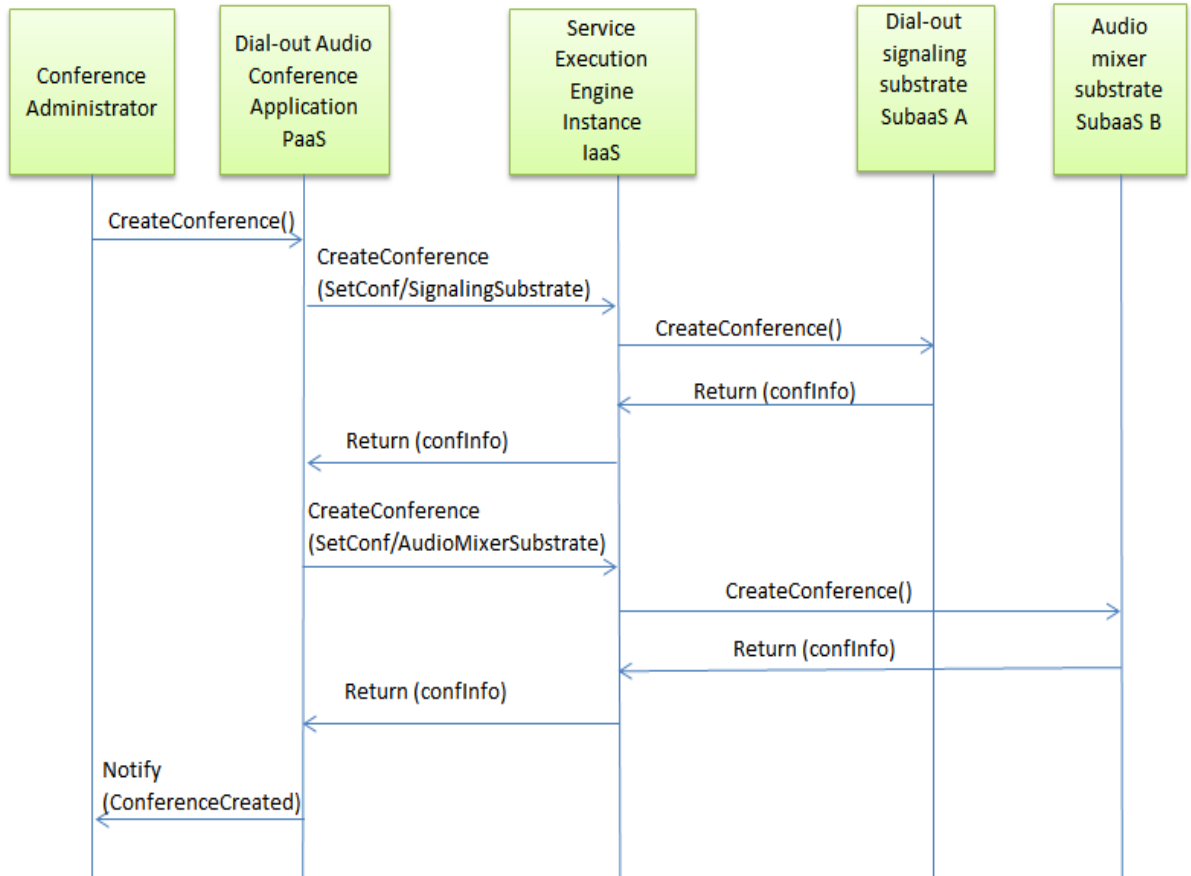 Conference
Administrator
Dial-out Audio
Conference
Application
PaaS
Service
Execution
Engine
Instance
IaaS
Dial-out
signaling
substrate
SubaaS A
Audio
mixer
substrate
SubaaS B
CreateConference()
CreateConference
(SetConf/SignalingSubstrate)
CreateConference()
Return (confInfo)
Return (confInfo)
CreateConference
(SetConf/AudioMixerSubstrate)
CreateConference()
Return (confInfo)
Return (confInfo)
Notify
(ConferenceCreated)